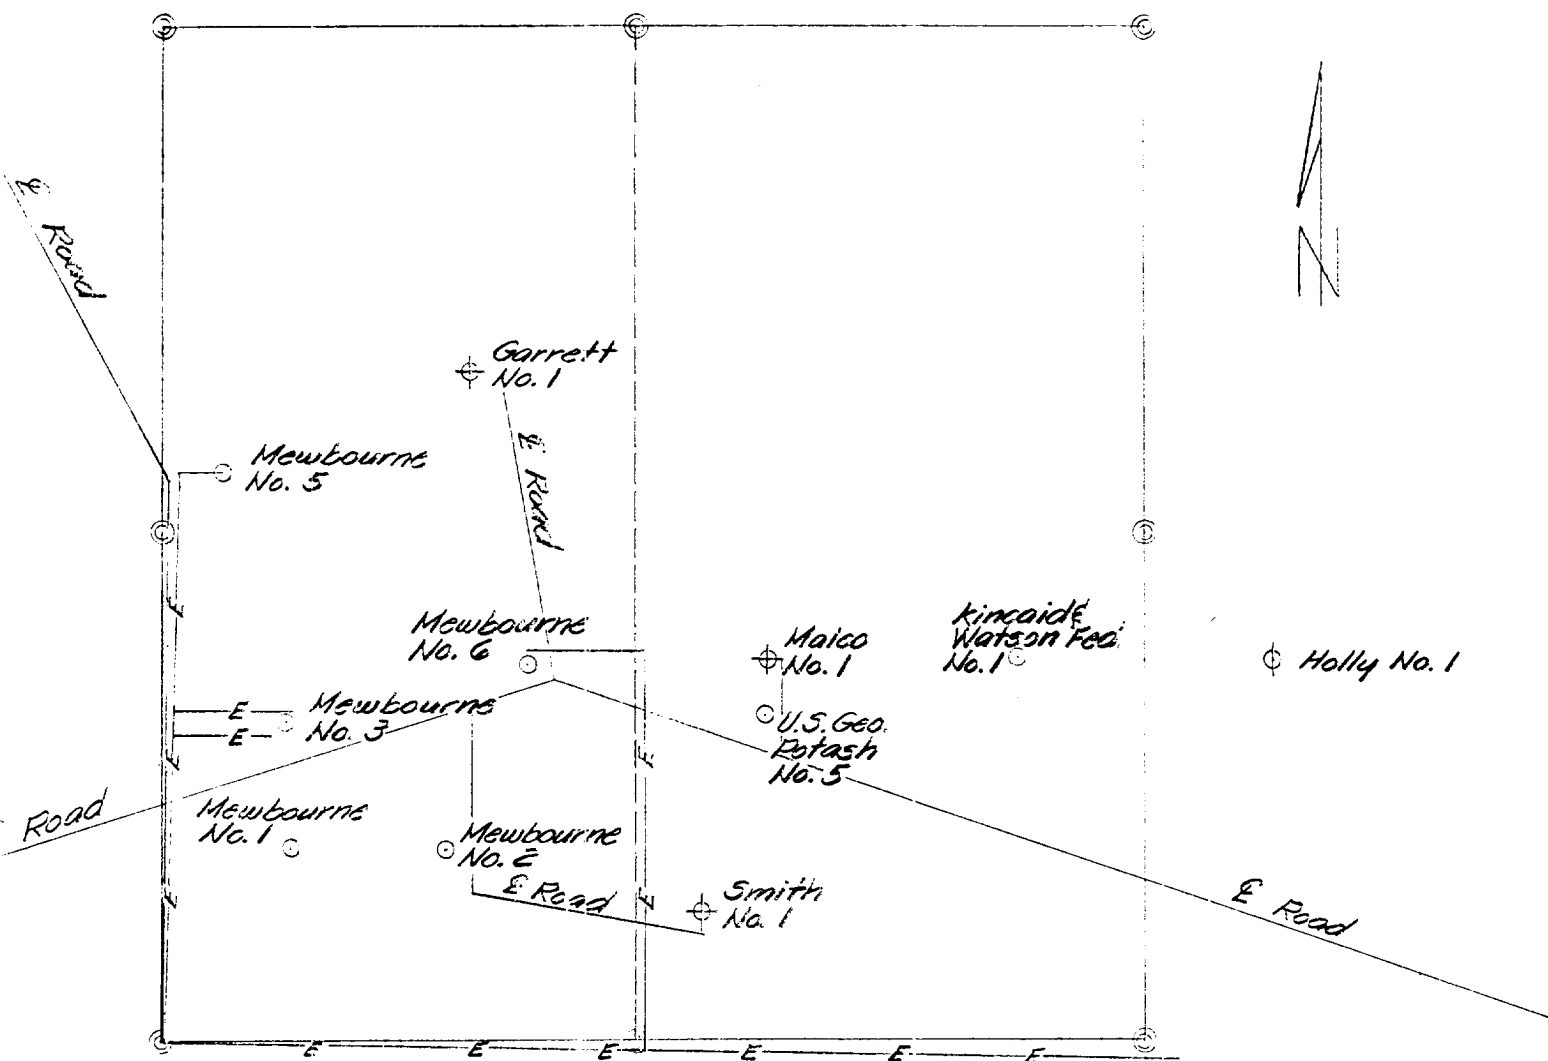 ℄
Road
Garrett
No. 1
℄ Road
Mewbourne
No. 5
Mewbourne
No. 6
Maico
No. 1
Kincaid &
Watson Fed.
No. 1
Holly No. 1
E
E
E
Mewbourne
No. 3
U.S. Geo.
Potash
No. 5
E
E
Road
Mewbourne
No. 1
Mewbourne
No. 2
℄ Road
E
E
Smith
No. 1
℄ Road
E
E
E
E
E
E
N